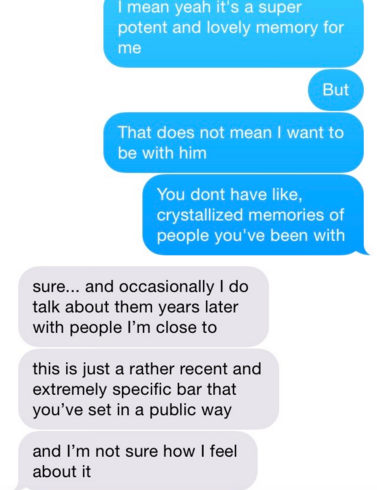 I mean yeah it's a super
potent and lovely memory for
me
But
That does not mean I want to
be with him
You dont have like,
crystallized memories of
people you've been with
sure... and occasionally I do
talk about them years later
with people I’m close to
this is just a rather recent and
extremely specific bar that
you’ve set in a public way
and I’m not sure how I feel
about it